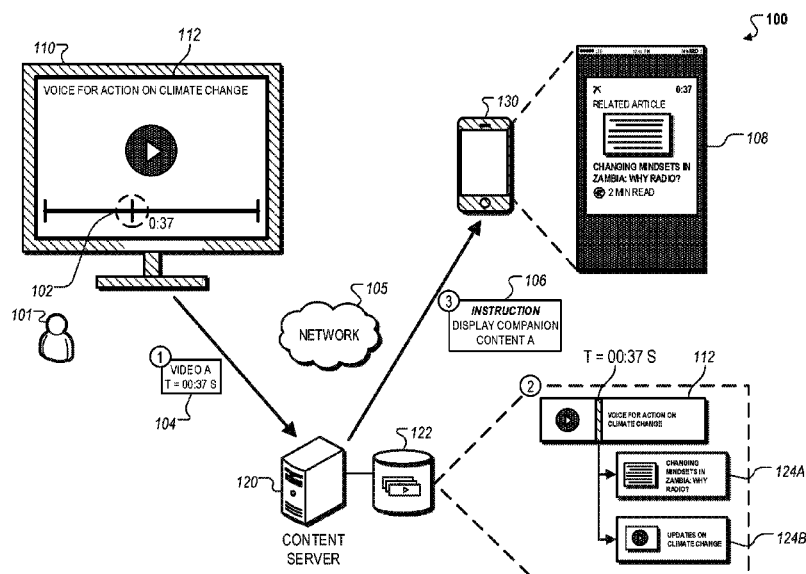 100
110
112
VOICE FOR ACTION ON CLIMATE CHANGE
0:37
102
101
1
VIDEO A
T = 00:37 S
104
105
NETWORK
120
CONTENT
SERVER
122
130
3
106
INSTRUCTION
DISPLAY COMPANION
CONTENT A
0:37
RELATED ARTICLE
CHANGING MINDSETS IN
ZAMBIA: WHY RADIO?
2 MIN READ
108
T = 00:37 S
112
2
VOICE FOR ACTION ON
CLIMATE CHANGE
CHANGING
MINDSETS IN
ZAMBIA: WHY
RADIO?
124A
UPDATES ON
CLIMATE CHANGE
124B